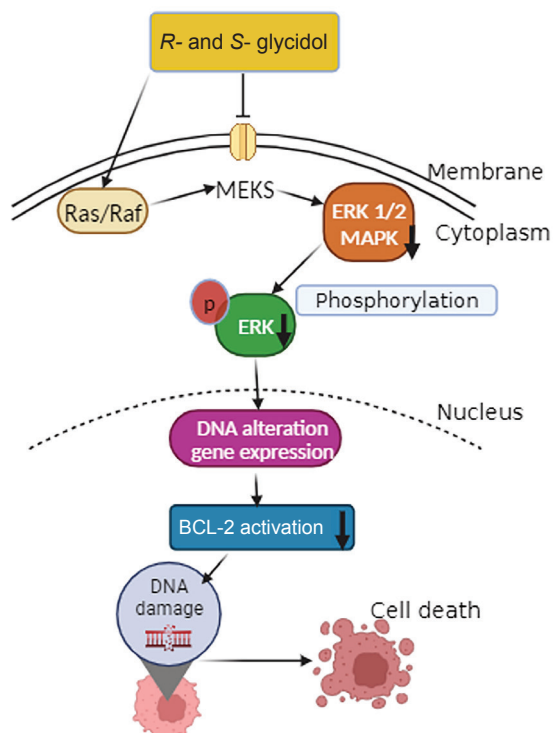 R- and S- glycidol
Membrane
Ras/Raf
MEKS
ERK 1/2
MAPK
Cytoplasm
p
ERK
Phosphorylation
Nucleus
DNA alteration
gene expression
BCL-2 activation
DNA
damage
Cell death